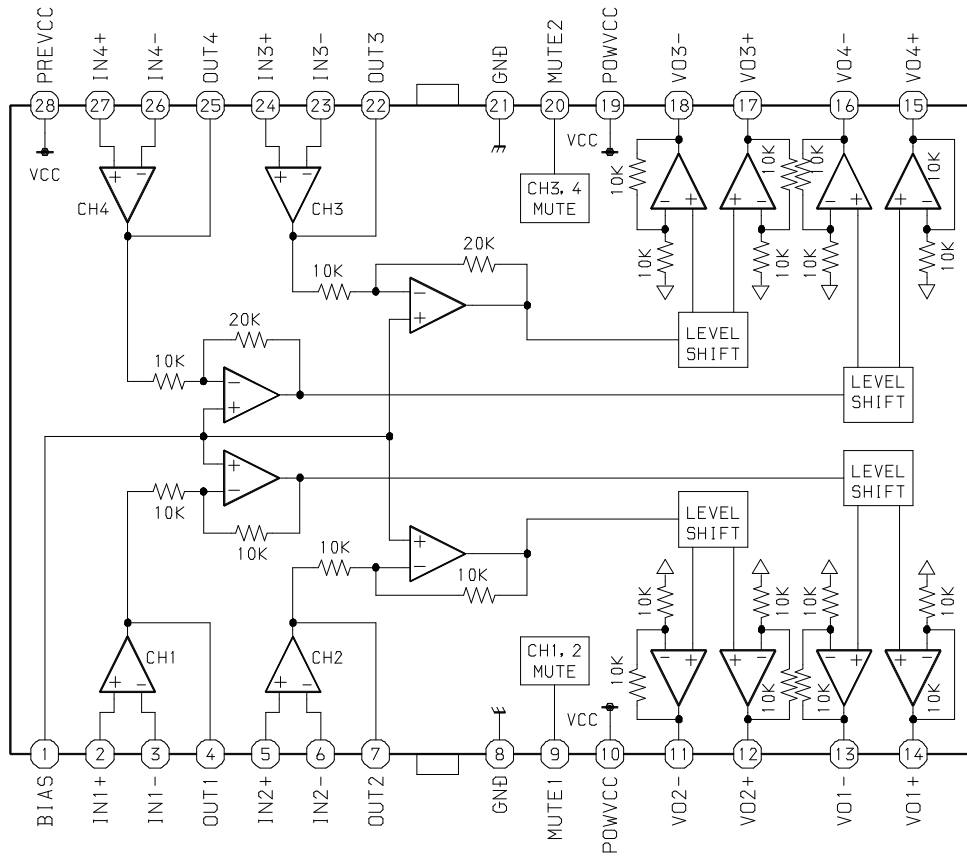 PREVCC
IN4+
IN4-
OUT4
IN3+
IN3-
OUT3
GND
MUTE2
POWVCC
VO3-
VO3+
VO4-
VO4+
28
27
26
25
24
23
22
21
20
19
18
17
16
15
VCC
VCC
+ -
CH4
+ -
CH3
CH3, 4
MUTE
10K
- +
+ -
10K
10K
10K
- +
+ -
10K
10K
10K
10K
10K
20K
10K
-
+
LEVEL
SHIFT
20K
10K
-
+
LEVEL
SHIFT
+
-
10K
10K
LEVEL
SHIFT
LEVEL
SHIFT
10K
+
-
10K
10K
10K
10K
10K
CH1
+ -
CH2
+ -
CH1, 2
MUTE
VCC
10K
- +
+ -
10K
10K
- +
+ -
10K
1
2
3
4
5
6
7
8
9
10
11
12
13
14
BIAS
IN1+
IN1-
OUT1
IN2+
IN2-
OUT2
GND
MUTE1
POWVCC
VO2-
VO2+
VO1-
VO1+